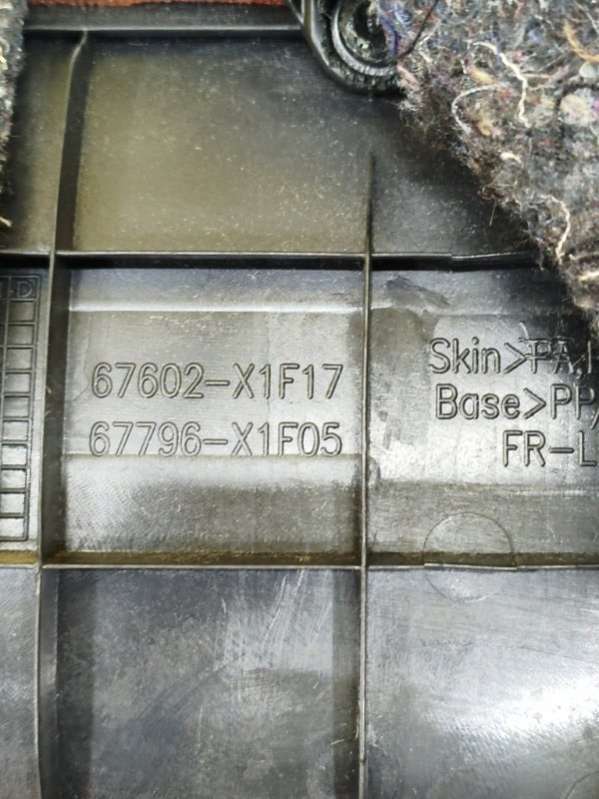 67602-X1F17
67796-X1F05
Skin>PA,
Base>PP,
FR-L